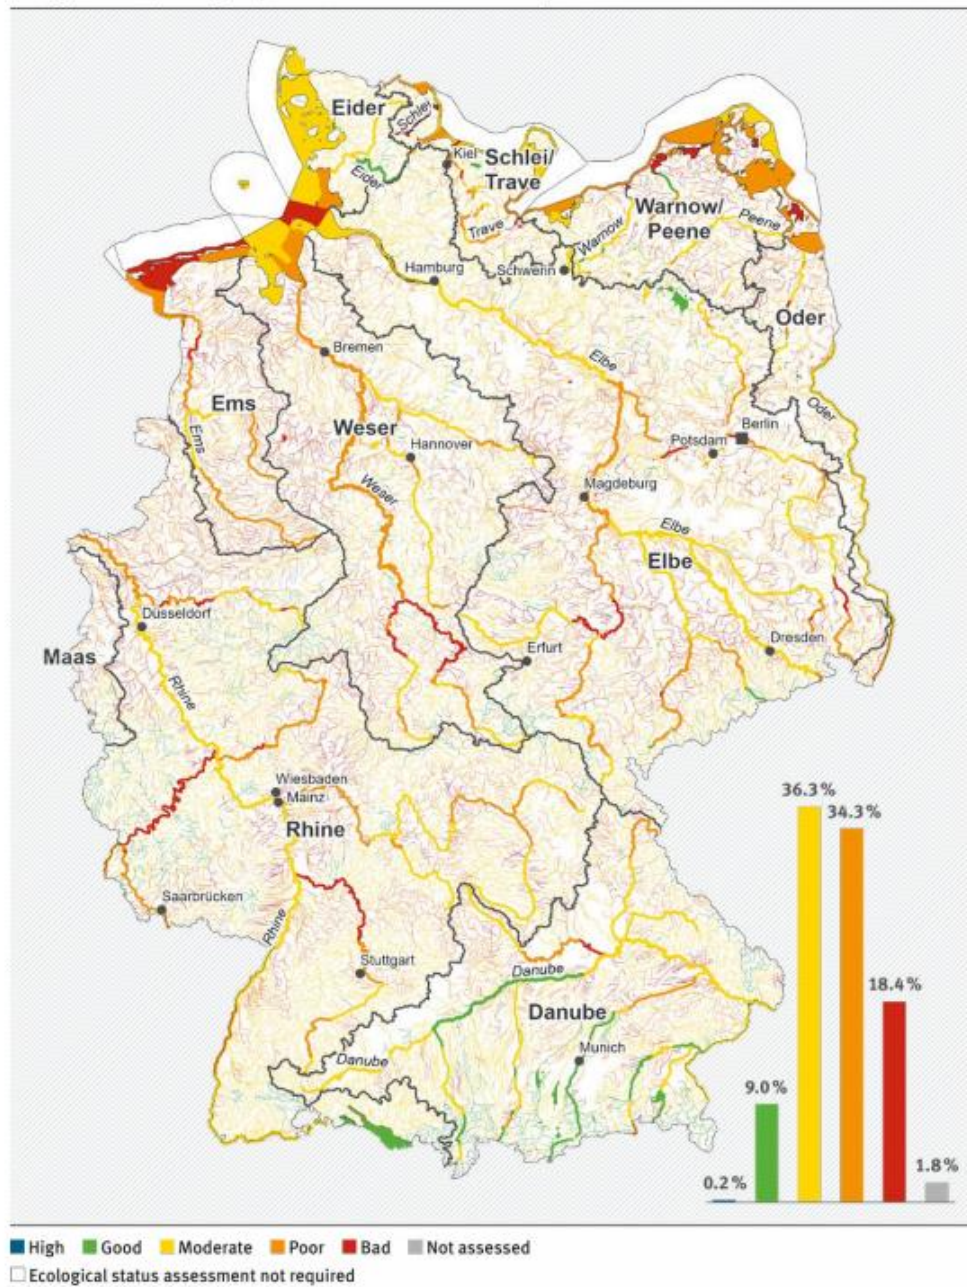 Eider
Schlei
Kiel
Schlei/
Trave
Eider
Trave
Warnow
Warnow/
Peene
Peene
Hamburg
Schwerin
Oder
Bremen
Elbe
Ems
Weser
Oder
Berlin
Potsdam
Ems
Hannover
Weser
Magdeburg
Elbe
Elbe
Düsseldorf
Erfurt
Dresden
Maas
Rhine
Wiesbaden
Mainz
Rhine
36.3%
34.3%
Saarbrücken
Rhine
Stuttgart
Danube
18.4%
Danube
Munich
Danube
9.0%
0.2%
1.8%
High Good Moderate Poor Bad Not assessed
Ecological status assessment not required